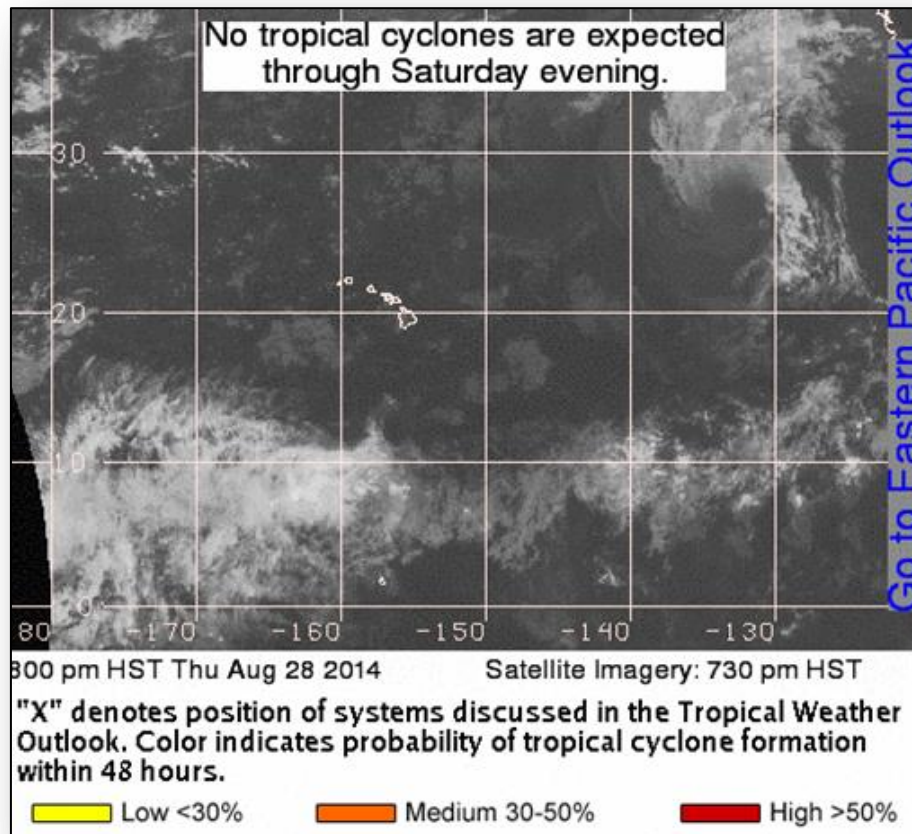 No tropical cyclones are expected
through Saturday evening.
Go to Eastern Pacific Outlook
30
20
10
0
80 -170 -160 -150 -140 -130
800 pm HST Thu Aug 28 2014 Satellite Imagery: 730 pm HST
"X" denotes position of systems discussed in the Tropical Weather
Outlook. Color indicates probability of tropical cyclone formation
within 48 hours.
Low <30% Medium 30-50% High >50%